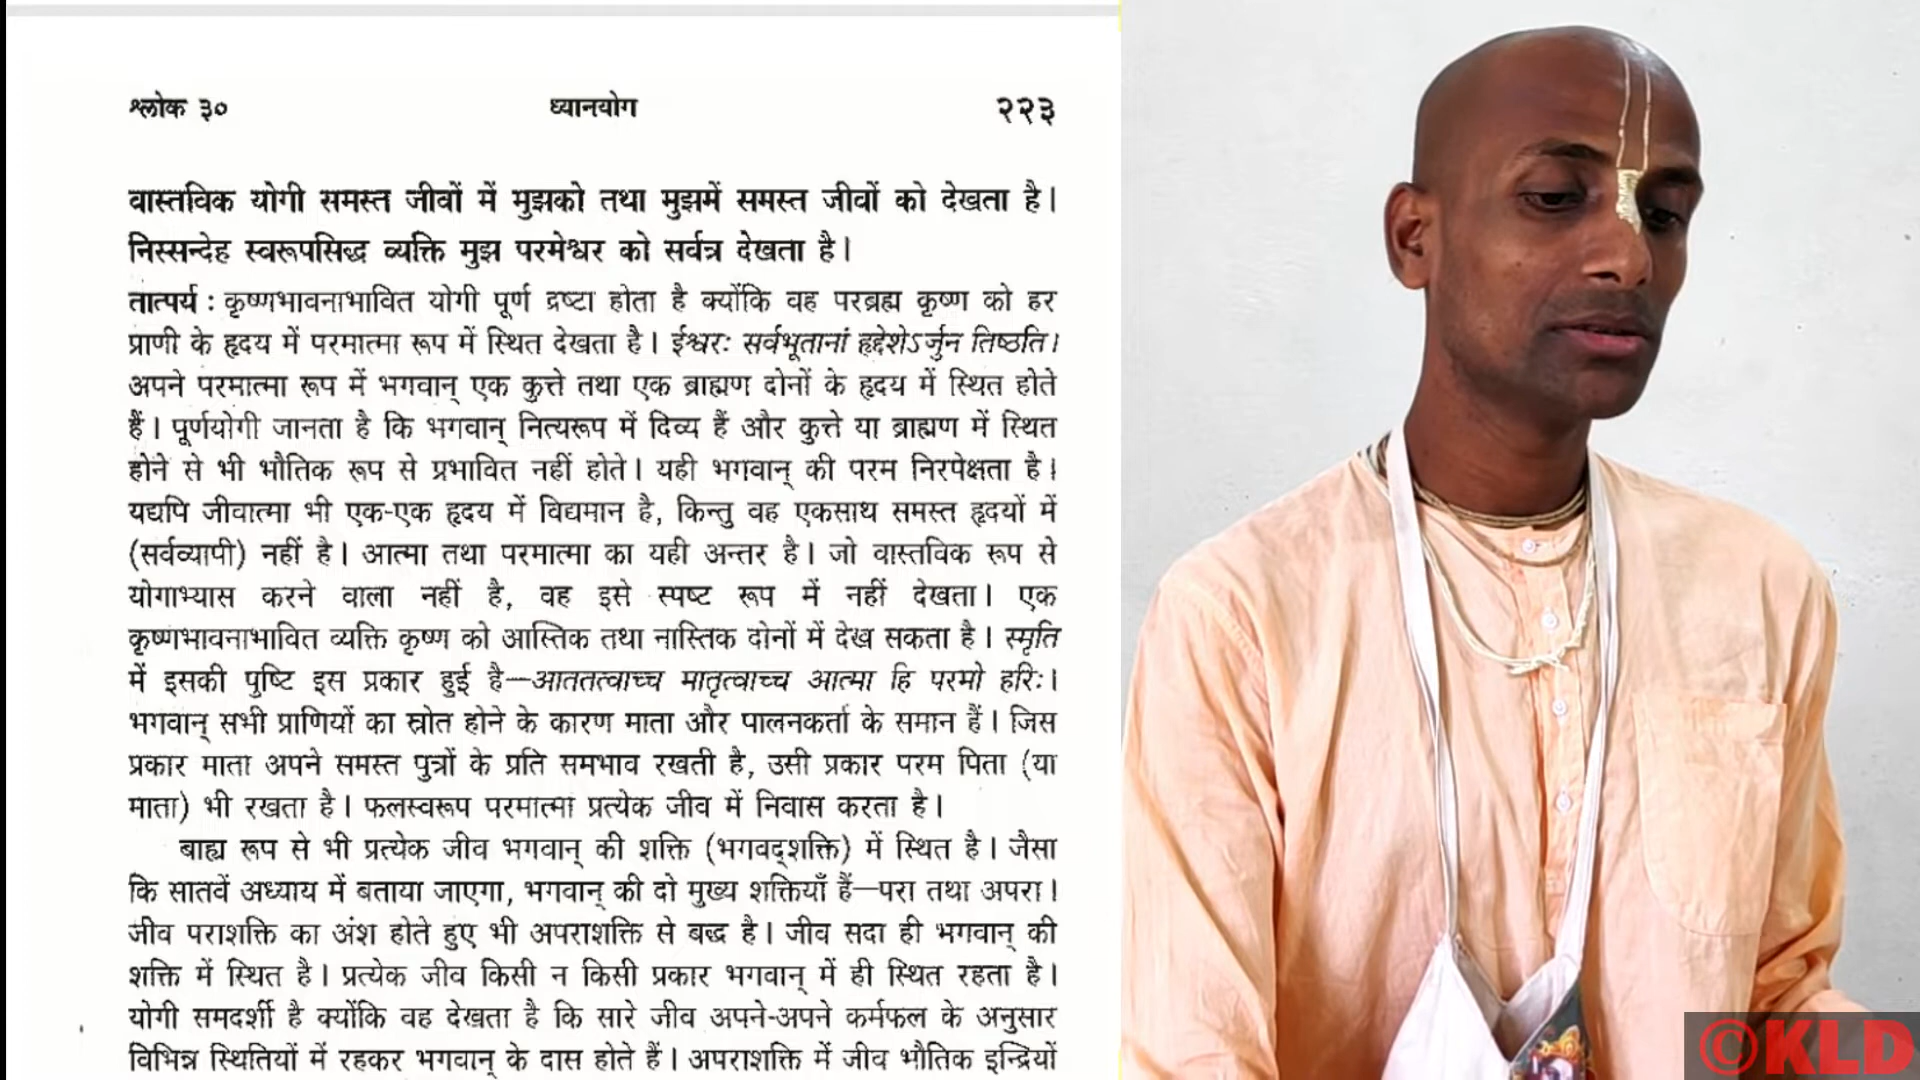 श्लोक ३०
ध्यानयोग
२२३
वास्तविक योगी समस्त जीवों में मुझको तथा मुझमें समस्त जीवों को देखता है।
निस्सन्देह स्वरूपसिद्ध व्यक्ति मुझ परमेश्वर को सर्वत्र देखता है।
तात्पर्य : कृष्णभावनाभावित योगी पूर्ण द्रष्टा होता है क्योंकि वह परब्रह्म कृष्ण को हर
प्राणी के हृदय में परमात्मा रूप में स्थित देखता है। ईश्वरः सर्वभूतानां हृद्देशेऽर्जुन तिष्ठति।
अपने परमात्मा रूप में भगवान् एक कुत्ते तथा एक ब्राह्मण दोनों के हृदय में स्थित होते
हैं। पूर्णयोगी जानता है कि भगवान् नित्यरूप में दिव्य हैं और कुत्ते या ब्राह्मण में स्थित
होने से भी भौतिक रूप से प्रभावित नहीं होते। यही भगवान् की परम निरपेक्षता है।
यद्यपि जीवात्मा भी एक-एक हृदय में विद्यमान है, किन्तु वह एकसाथ समस्त हृदयों में
(सर्वव्यापी) नहीं है। आत्मा तथा परमात्मा का यही अन्तर है। जो वास्तविक रूप से
योगाभ्यास करने वाला नहीं है, वह इसे स्पष्ट रूप में नहीं देखता। एक
कृष्णभावनाभावित व्यक्ति कृष्ण को आस्तिक तथा नास्तिक दोनों में देख सकता है। स्मृति
में इसकी पुष्टि इस प्रकार हुई है—आततत्वाच्च मातृत्वाच्च आत्मा हि परमो हरिः।
भगवान् सभी प्राणियों का स्रोत होने के कारण माता और पालनकर्ता के समान हैं। जिस
प्रकार माता अपने समस्त पुत्रों के प्रति समभाव रखती है, उसी प्रकार परम पिता (या
माता) भी रखता है। फलस्वरूप परमात्मा प्रत्येक जीव में निवास करता है।
बाह्य रूप से भी प्रत्येक जीव भगवान् की शक्ति (भगवद्शक्ति) में स्थित है। जैसा
कि सातवें अध्याय में बताया जाएगा, भगवान् की दो मुख्य शक्तियाँ हैं—परा तथा अपरा।
जीव पराशक्ति का अंश होते हुए भी अपराशक्ति से बद्ध है। जीव सदा ही भगवान् की
शक्ति में स्थित है। प्रत्येक जीव किसी न किसी प्रकार भगवान् में ही स्थित रहता है।
योगी समदर्शी है क्योंकि वह देखता है कि सारे जीव अपने-अपने कर्मफल के अनुसार
विभिन्न स्थितियों में रहकर भगवान् के दास होते हैं। अपराशक्ति में जीव भौतिक इन्द्रियों
©KLD